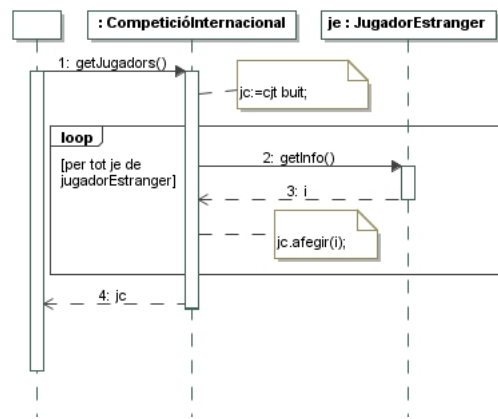 : CompeticióInternacional
je : JugadorEstranger
1: getJugadors()
jc:=cjt buit;
loop
[per tot je de
jugadorEstranger]
2: getInfo()
3: i
jc.afegir(i);
4: jc